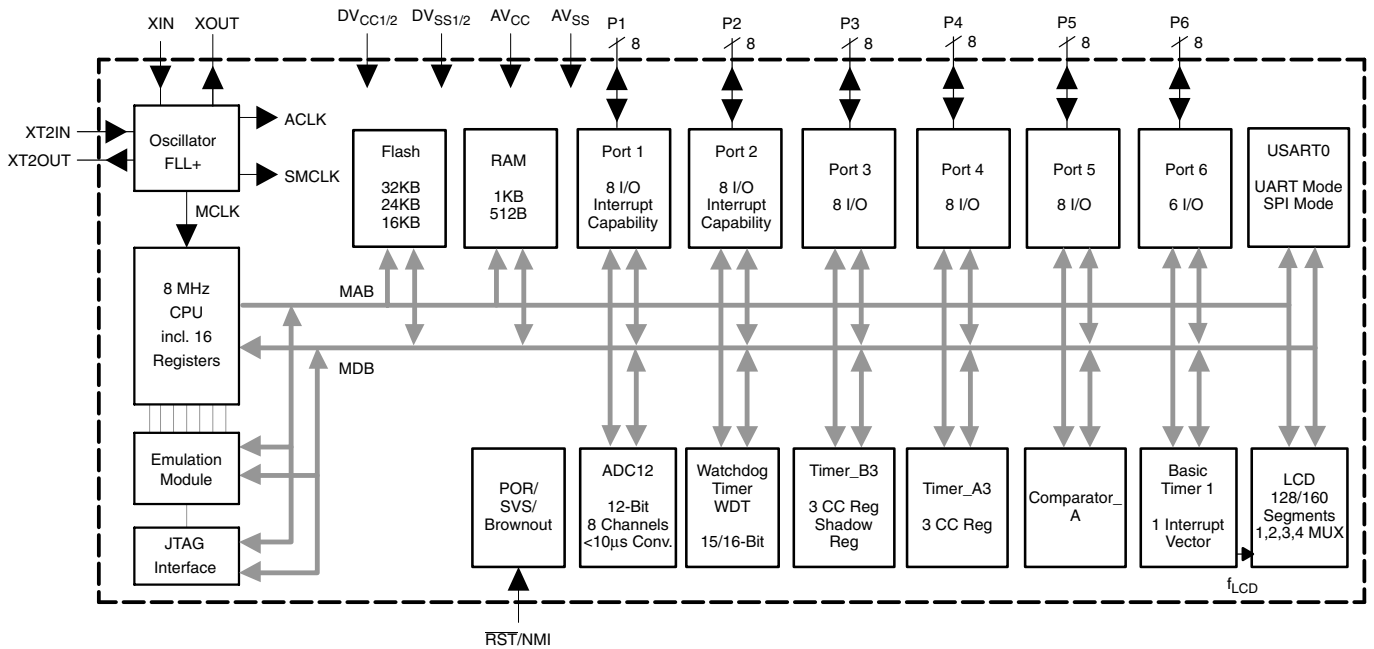 XIN
XOUT
DVCC1/2
DVSS1/2
AVCC
AVSS
P1
8
P2
8
P3
8
P4
8
P5
8
P6
8
XT2IN
XT2OUT
Oscillator
FLL+
ACLK
SMCLK
MCLK
Flash
32KB
24KB
16KB
RAM
1KB
512B
Port 1
8 I/O
Interrupt
Capability
Port 2
8 I/O
Interrupt
Capability
Port 3
8 I/O
Port 4
8 I/O
Port 5
8 I/O
Port 6
6 I/O
USART0
UART Mode
SPI Mode
8 MHz
CPU
incl. 16
Registers
MAB
MDB
Emulation
Module
JTAG
Interface
POR/
SVS/
Brownout
ADC12
12-Bit
8 Channels
<10μs Conv.
Watchdog
Timer
WDT
15/16-Bit
Timer_B3
3 CC Reg
Shadow
Reg
Timer_A3
3 CC Reg
Comparator_
A
Basic
Timer 1
1 Interrupt
Vector
LCD
128/160
Segments
1,2,3,4 MUX
fLCD
RST/NMI